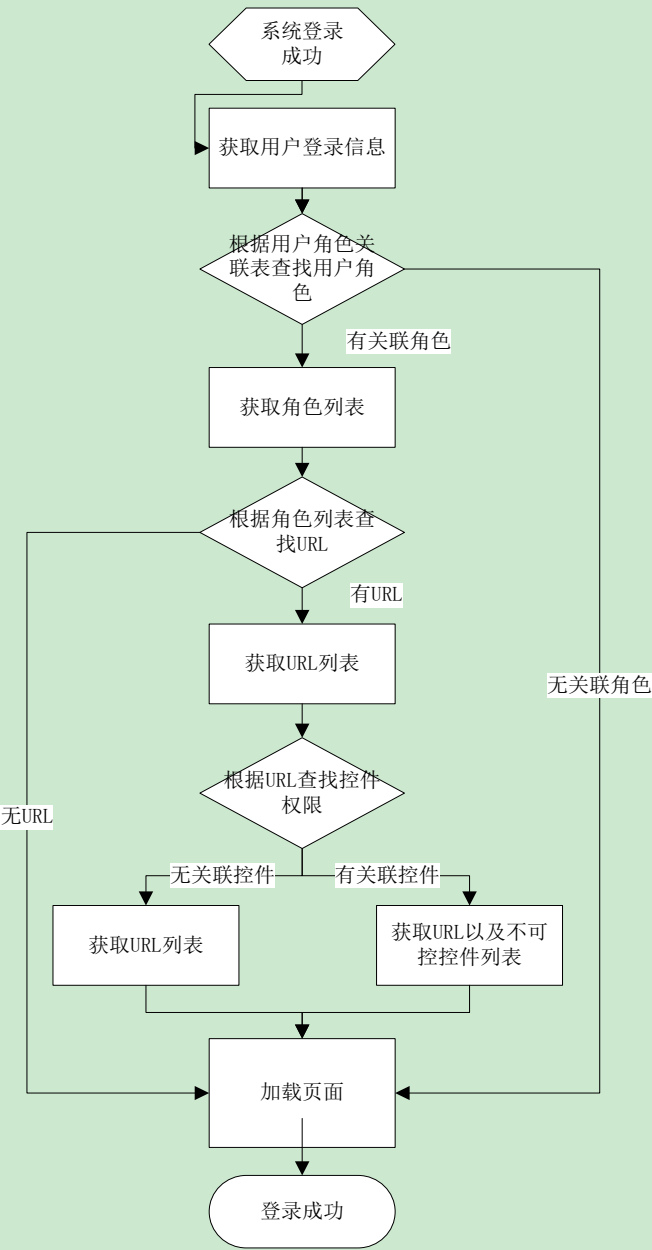 系统登录
成功
获取用户登录信息
根据用户角色关
联表查找用户角
色
有关联角色
获取角色列表
根据角色列表查
找URL
有URL
获取URL列表
无关联角色
根据URL查找控件
权限
无URL
无关联控件
有关联控件
获取URL列表
获取URL以及不可
控控件列表
加载页面
登录成功